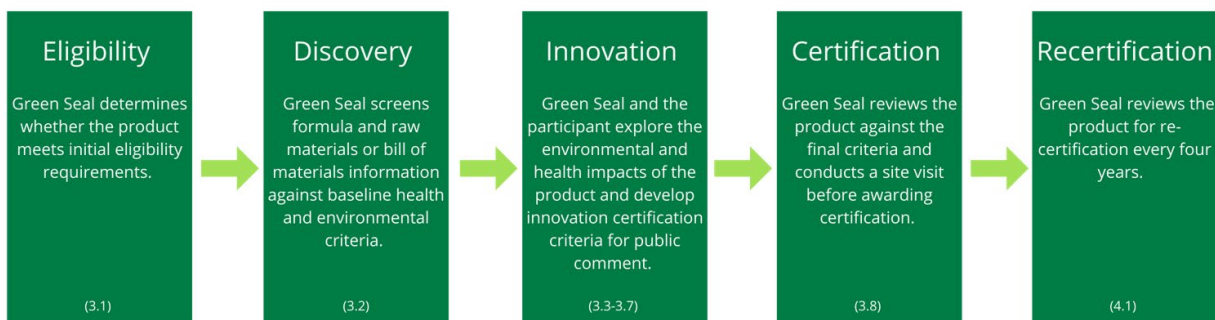 Eligibility
Green Seal determines
whether the product
meets initial eligibility
requirements.
(3.1)
Discovery
Green Seal screens
formula and raw
materials or bill of
materials information
against baseline health
and environmental
criteria.
(3.2)
Innovation
Green Seal and the
participant explore the
environmental and
health impacts of the
product and develop
innovation certification
criteria for public
comment.
(3.3-3.7)
Certification
Green Seal reviews the
product against the
final criteria and
conducts a site visit
before awarding
certification.
(3.8)
Recertification
Green Seal reviews the
product for re-
certification every four
years.
(4.1)